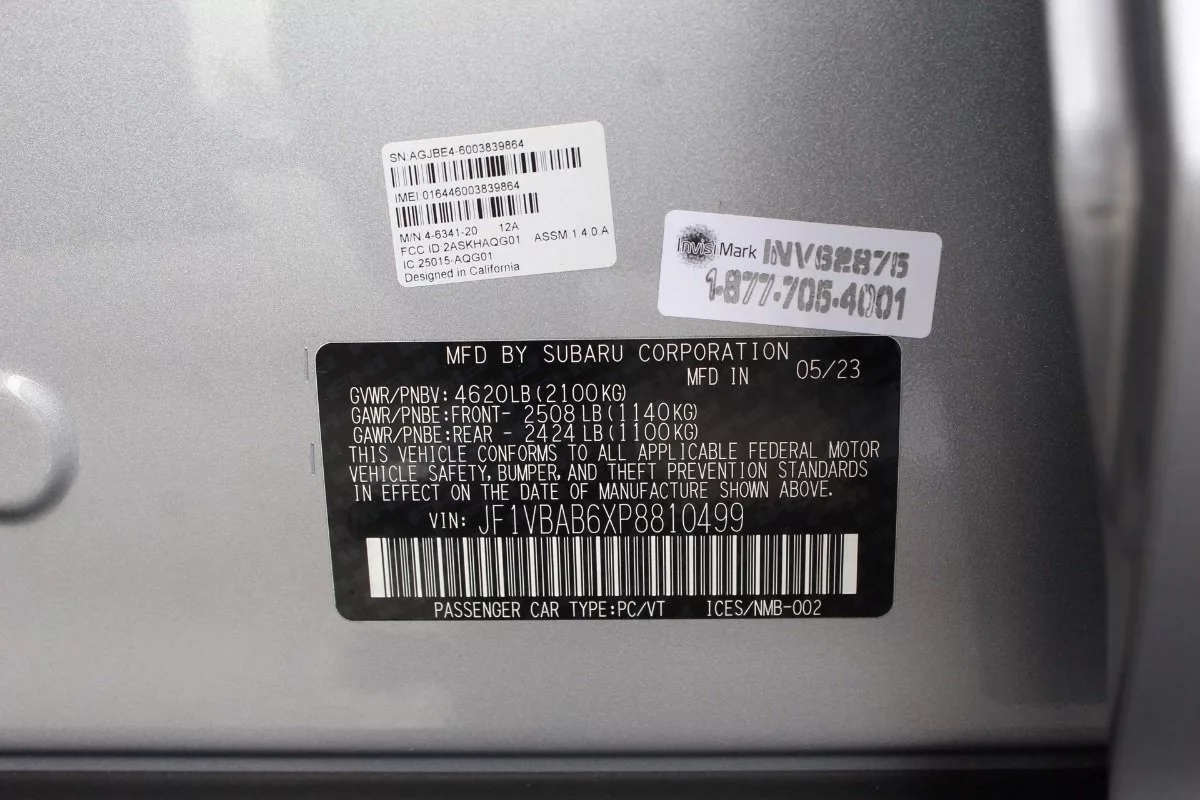 SN:AGJBE4-6003839864
IMEI 016446003839864
M/N:4-6341-20 12A
FCC ID:2ASKHAQG01 ASSM.1.4.0.A
IC:25015-AQG01
Designed in California
InvisiMark INV62875
1-877-705-4001
MFD BY SUBARU CORPORATION
MFD IN 05/23
GVWR/PNBV: 4620LB(2100KG)
GAWR/PNBE:FRONT- 2508 LB(1140KG)
GAWR/PNBE:REAR - 2424 LB(1100KG)
THIS VEHICLE CONFORMS TO ALL APPLICABLE FEDERAL MOTOR
VEHICLE SAFETY, BUMPER, AND THEFT PREVENTION STANDARDS
IN EFFECT ON THE DATE OF MANUFACTURE SHOWN ABOVE.
VIN: JF1VBAB6XP8810499
PASSENGER CAR TYPE:PC/VT ICES/NMB-002